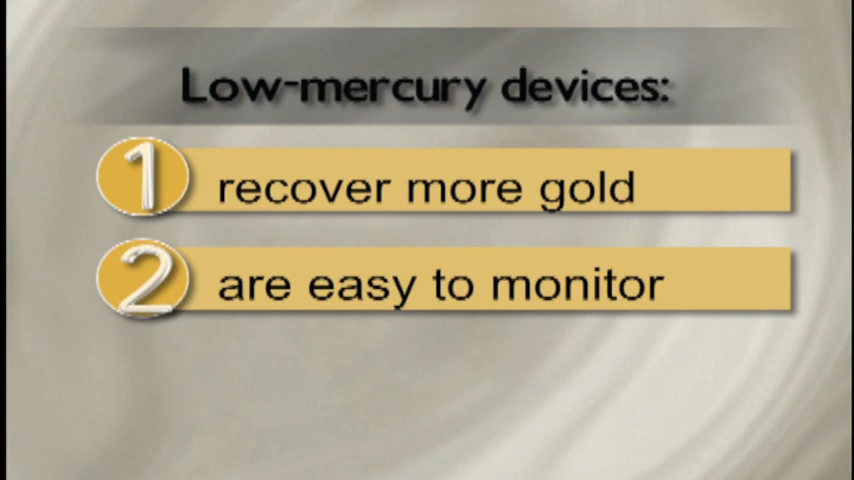 Low-mercury devices:
1 recover more gold
2 are easy to monitor